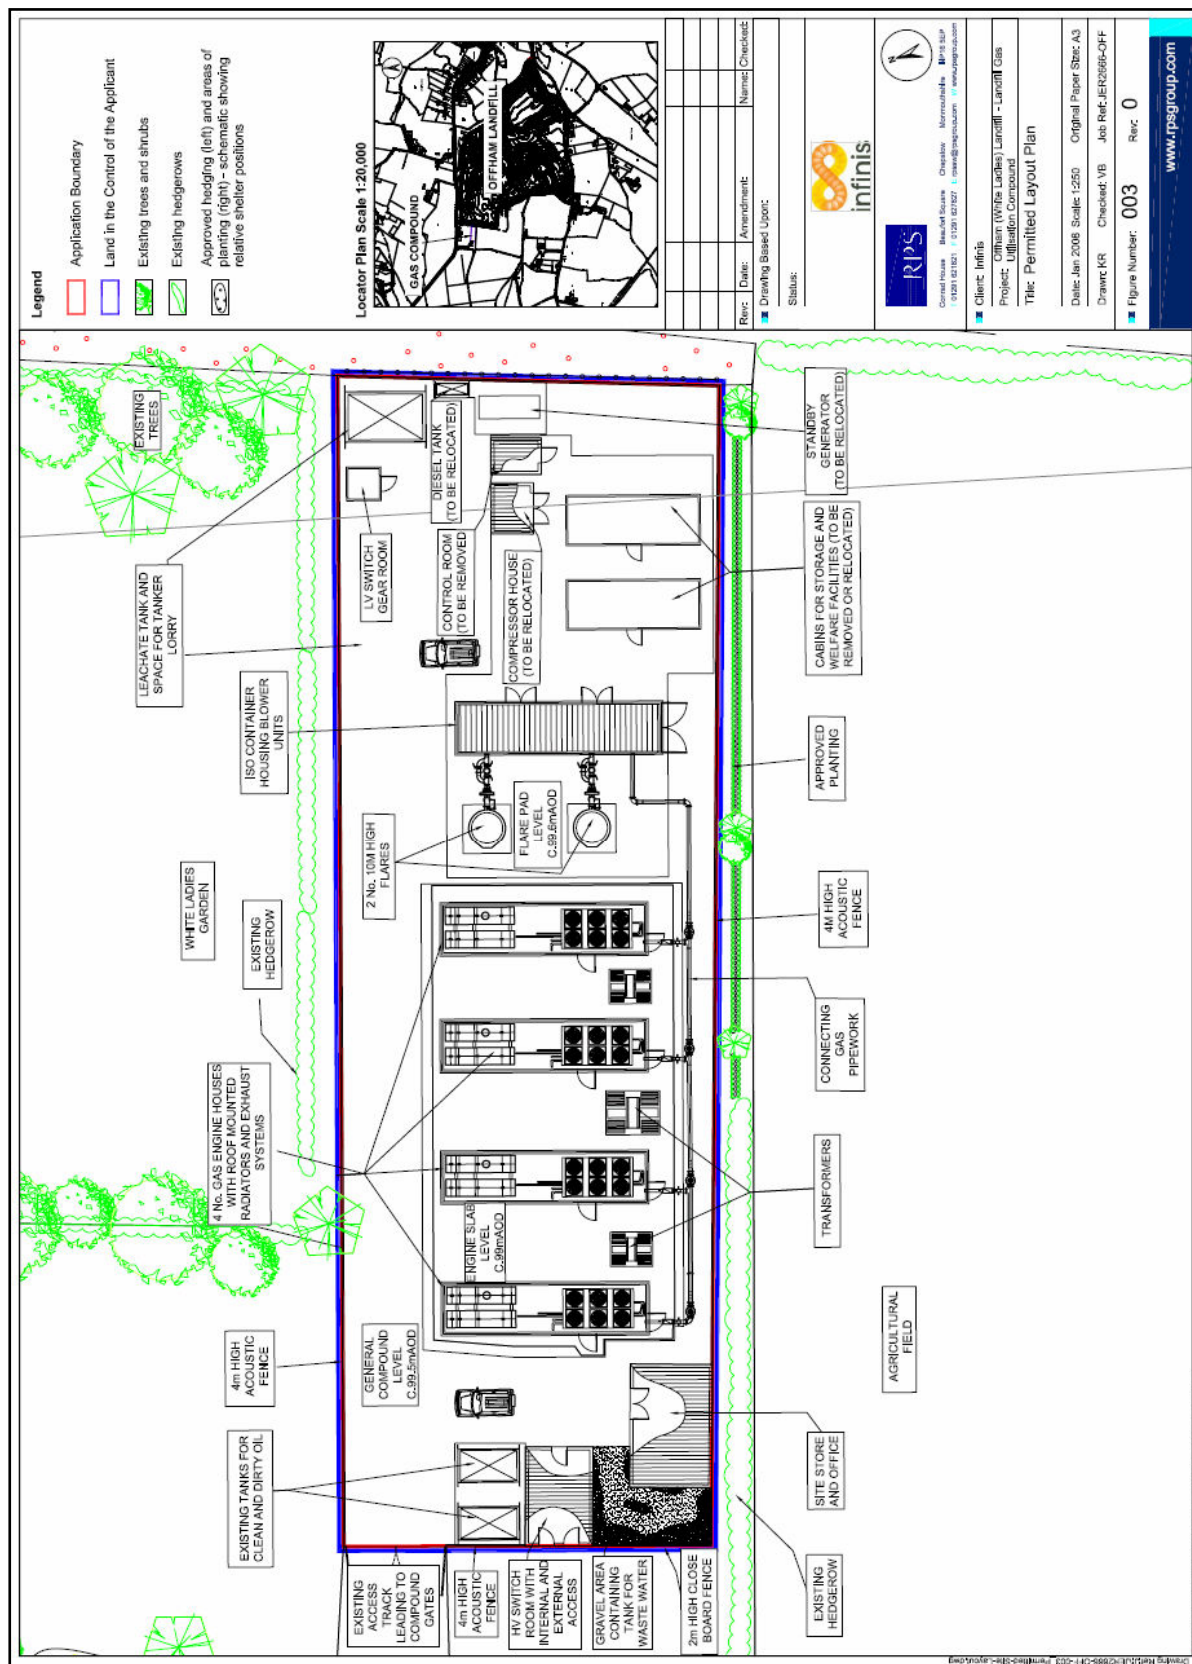 Legend
Application Boundary
Land in the Control of the Applicant
Existing trees and shrubs
Existing hedgerows
Approved hedging (left) and areas of
planting (right) - schematic showing
relative shelter positions
Locator Plan Scale 1:20,000
GAS COMPOUND
OFFHAM LANDFILL
Rev: Date: Amendment: Name: Checked:
Drawing Based Upon:
Status:
infinis
RPS
Conrad House Beaufort Square Chepstow Monmouthshire
Client: Infinis
Project: Offham (White Ladies) Landfill - Landfill Gas
Utilisation Compound
Title: Permitted Layout Plan
Date: Jan 2006 Scale: 1:250 Original Paper Size: A3
Drawn: KR Checked: VB Job Ref: JER2666-OFF
Figure Number: 003 Rev: 0
www.rpsgroup.com
EXISTING
TREES
LEACHATE TANK AND
SPACE FOR TANKER
LORRY
LV SWITCH
GEAR ROOM
DIESEL TANK
(TO BE RELOCATED)
CONTROL ROOM
(TO BE REMOVED)
COMPRESSOR HOUSE
(TO BE RELOCATED)
STANDBY
GENERATOR
(TO BE RELOCATED)
CABINS FOR STORAGE AND
WELFARE FACILITIES (TO BE
REMOVED OR RELOCATED)
ISO CONTAINER
HOUSING BLOWER
UNITS
2 No. 10M HIGH
FLARES
FLARE PAD
LEVEL
C.99.6mAOD
APPROVED
PLANTING
WHITE LADIES
GARDEN
EXISTING
HEDGEROW
4M HIGH
ACOUSTIC
FENCE
CONNECTING
GAS
PIPEWORK
4 No. GAS ENGINE HOUSES
WITH ROOF MOUNTED
RADIATORS AND EXHAUST
SYSTEMS
ENGINE SLAB
LEVEL
C.99mAOD
TRANSFORMERS
4m HIGH
ACOUSTIC
FENCE
GENERAL
COMPOUND
LEVEL
C.99.5mAOD
AGRICULTURAL
FIELD
EXISTING TANKS FOR
CLEAN AND DIRTY OIL
SITE STORE
AND OFFICE
EXISTING
ACCESS
TRACK
LEADING TO
COMPOUND
GATES
4m HIGH
ACOUSTIC
FENCE
HV SWITCH
ROOM WITH
INTERNAL AND
EXTERNAL
ACCESS
GRAVEL AREA
CONTAINING
TANK FOR
WASTE WATER
2m HIGH CLOSE
BOARD FENCE
EXISTING
HEDGEROW